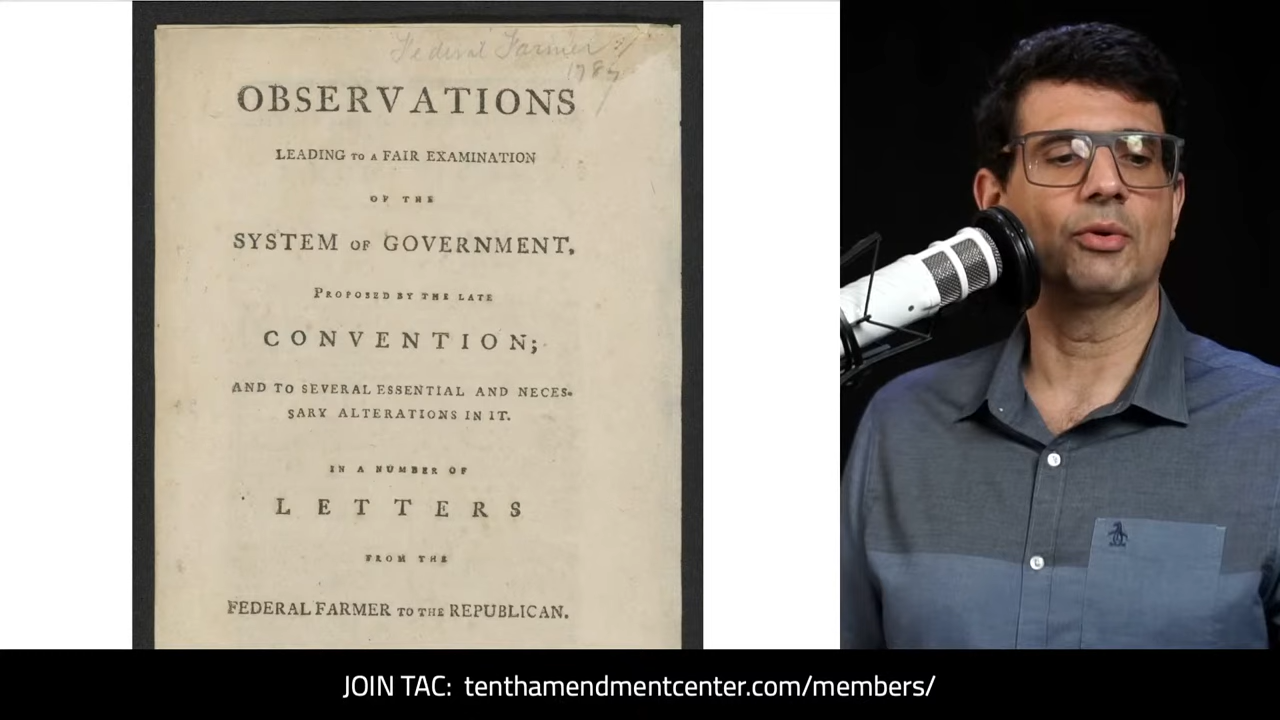 Federal Farmer
1787
OBSERVATIONS
LEADING TO A FAIR EXAMINATION
OF THE
SYSTEM OF GOVERNMENT,
PROPOSED BY THE LATE
CONVENTION;
AND TO SEVERAL ESSENTIAL AND NECES-
SARY ALTERATIONS IN IT.
IN A NUMBER OF
LETTERS
FROM THE
FEDERAL FARMER TO THE REPUBLICAN.
JOIN TAC: tenthamendmentcenter.com/members/